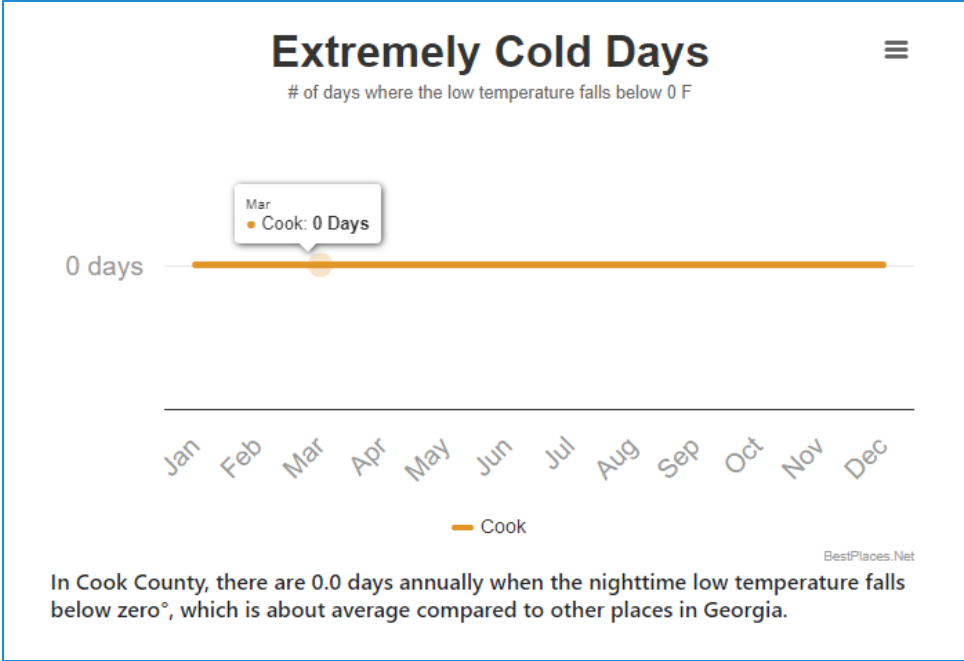 Extremely Cold Days
# of days where the low temperature falls below 0 F
Mar
Cook: 0 Days
0 days
Jan
Feb
Mar
Apr
May
Jun
Jul
Aug
Sep
Oct
Nov
Dec
Cook
BestPlaces.Net
In Cook County, there are 0.0 days annually when the nighttime low temperature falls
below zero°, which is about average compared to other places in Georgia.